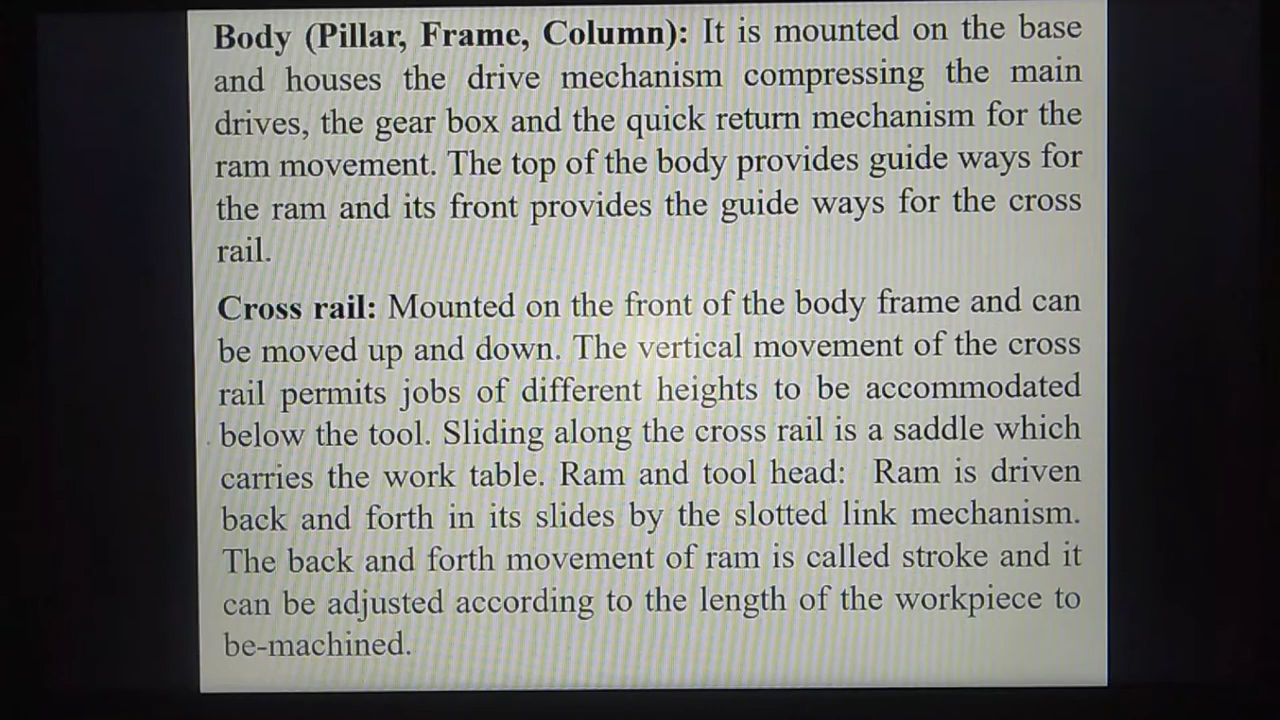 Body (Pillar, Frame, Column): It is mounted on the base
and houses the drive mechanism compressing the main
drives, the gear box and the quick return mechanism for the
ram movement. The top of the body provides guide ways for
the ram and its front provides the guide ways for the cross
rail.
Cross rail: Mounted on the front of the body frame and can
be moved up and down. The vertical movement of the cross
rail permits jobs of different heights to be accommodated
below the tool. Sliding along the cross rail is a saddle which
carries the work table. Ram and tool head: Ram is driven
back and forth in its slides by the slotted link mechanism.
The back and forth movement of ram is called stroke and it
can be adjusted according to the length of the workpiece to
be-machined.